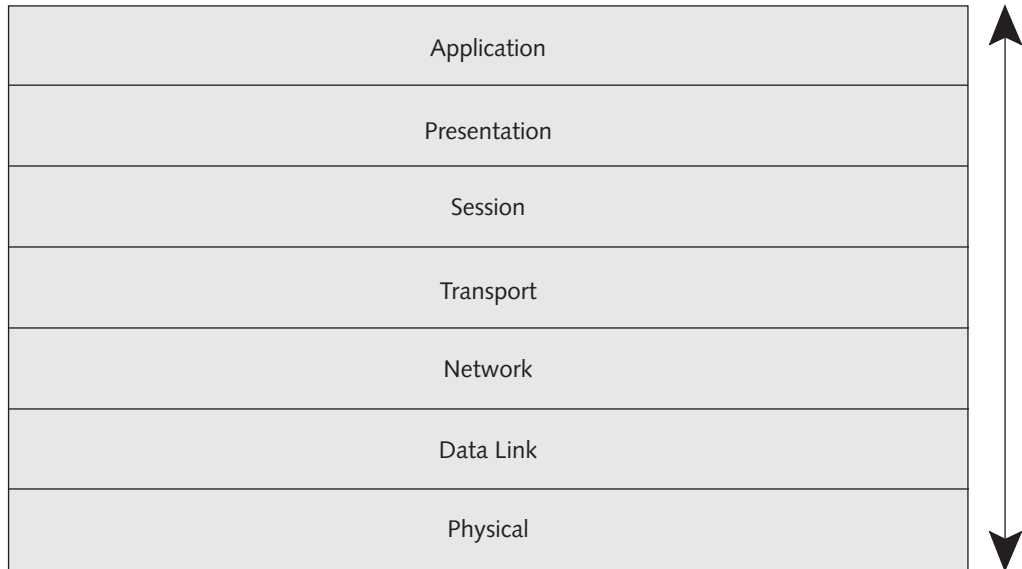 Application
Presentation
Session
Transport
Network
Data Link
Physical